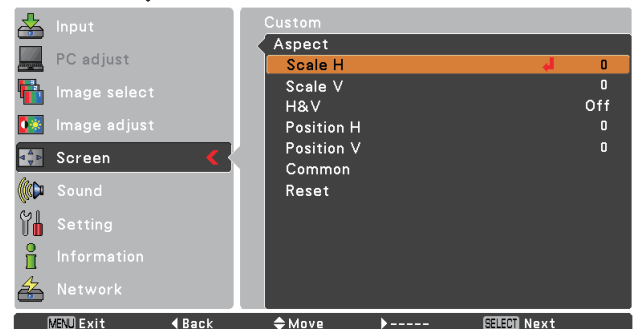 Input
PC adjust
Image select
Image adjust
Screen
Sound
Setting
Information
Network
Custom
Aspect
Scale H 0
Scale V 0
H&V Off
Position H 0
Position V 0
Common
Reset
MENU Exit Back Move ----- SELECT Next